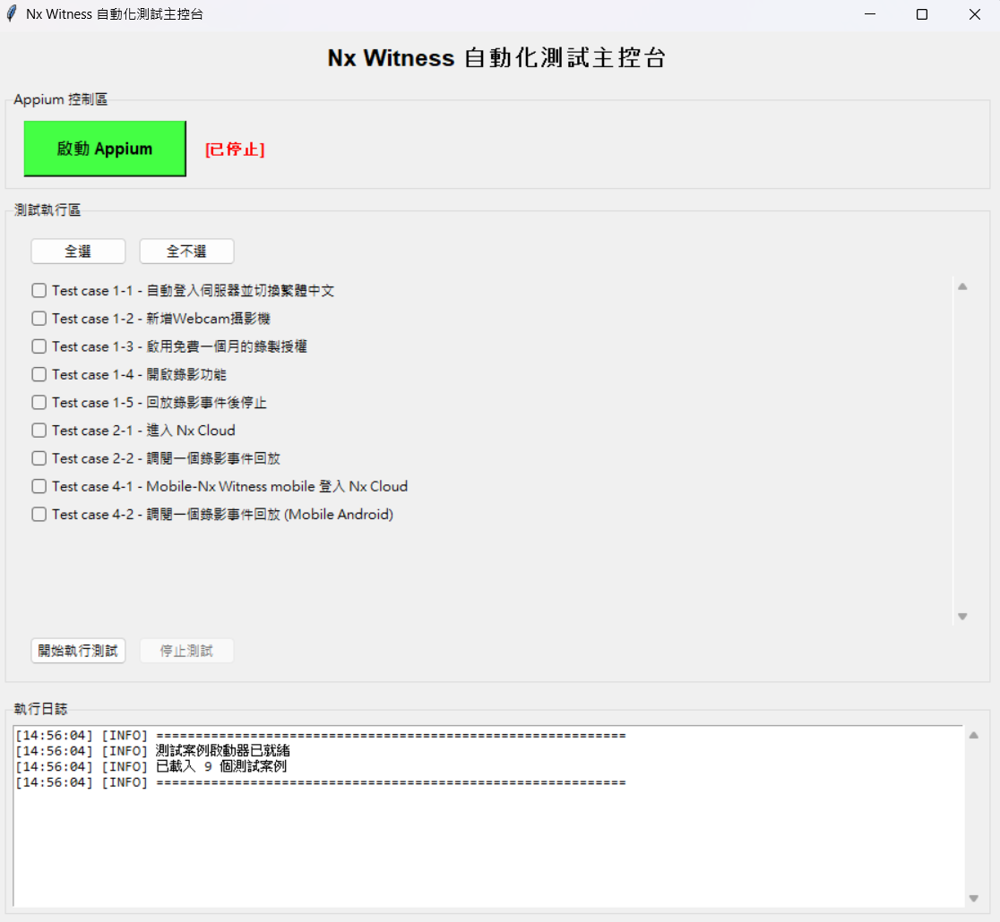 Nx Witness 自動化測試主控台
Nx Witness 自動化測試主控台
Appium 控制區
啟動 Appium
[已停止]
測試執行區
全選
全不選
Test case 1-1 - 自動登入伺服器並切換繁體中文
Test case 1-2 - 新增Webcam攝影機
Test case 1-3 - 啟用免費一個月的錄製授權
Test case 1-4 - 開啟錄影功能
Test case 1-5 - 回放錄影事件後停止
Test case 2-1 - 進入 Nx Cloud
Test case 2-2 - 調閱一個錄影事件回放
Test case 4-1 - Mobile-Nx Witness mobile 登入 Nx Cloud
Test case 4-2 - 調閱一個錄影事件回放 (Mobile Android)
開始執行測試
停止測試
執行日誌
[14:56:04] [INFO] ============================================================
[14:56:04] [INFO] 測試案例啟動器已就緒
[14:56:04] [INFO] 已載入 9 個測試案例
[14:56:04] [INFO] ============================================================